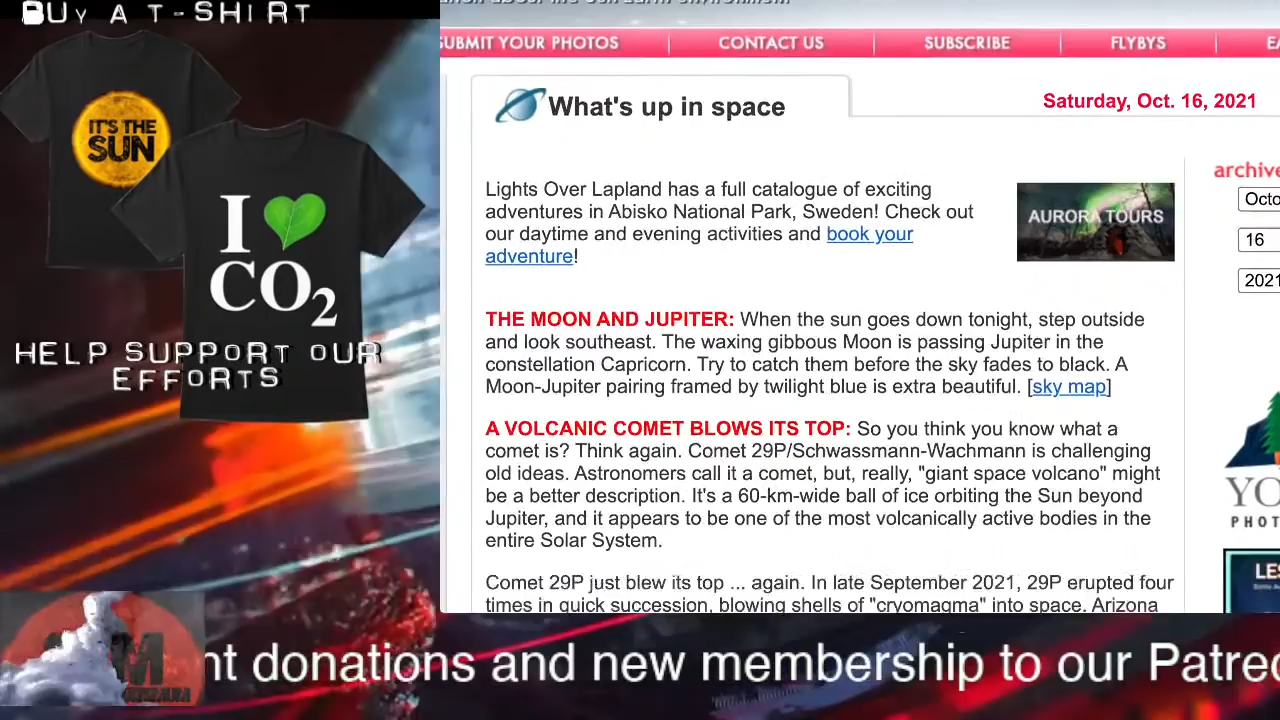 BUY A T-SHIRT
IT'S THE
SUN
I
CO2
HELP SUPPORT OUR
EFFORTS
SUBMIT YOUR PHOTOS
CONTACT US
SUBSCRIBE
FLYBYS
What's up in space
Saturday, Oct. 16, 2021
Lights Over Lapland has a full catalogue of exciting
adventures in Abisko National Park, Sweden! Check out
our daytime and evening activities and book your
adventure!
AURORA TOURS
THE MOON AND JUPITER: When the sun goes down tonight, step outside
and look southeast. The waxing gibbous Moon is passing Jupiter in the
constellation Capricorn. Try to catch them before the sky fades to black. A
Moon-Jupiter pairing framed by twilight blue is extra beautiful. [sky map]
A VOLCANIC COMET BLOWS ITS TOP: So you think you know what a
comet is? Think again. Comet 29P/Schwassmann-Wachmann is challenging
old ideas. Astronomers call it a comet, but, really, "giant space volcano" might
be a better description. It's a 60-km-wide ball of ice orbiting the Sun beyond
Jupiter, and it appears to be one of the most volcanically active bodies in the
entire Solar System.
Comet 29P just blew its top ... again. In late September 2021, 29P erupted four
times in quick succession, blowing shells of "cryomagma" into space. Arizona
archive
Octo
16
2021
YO
PHOT
LES
nt donations and new membership to our Patreo